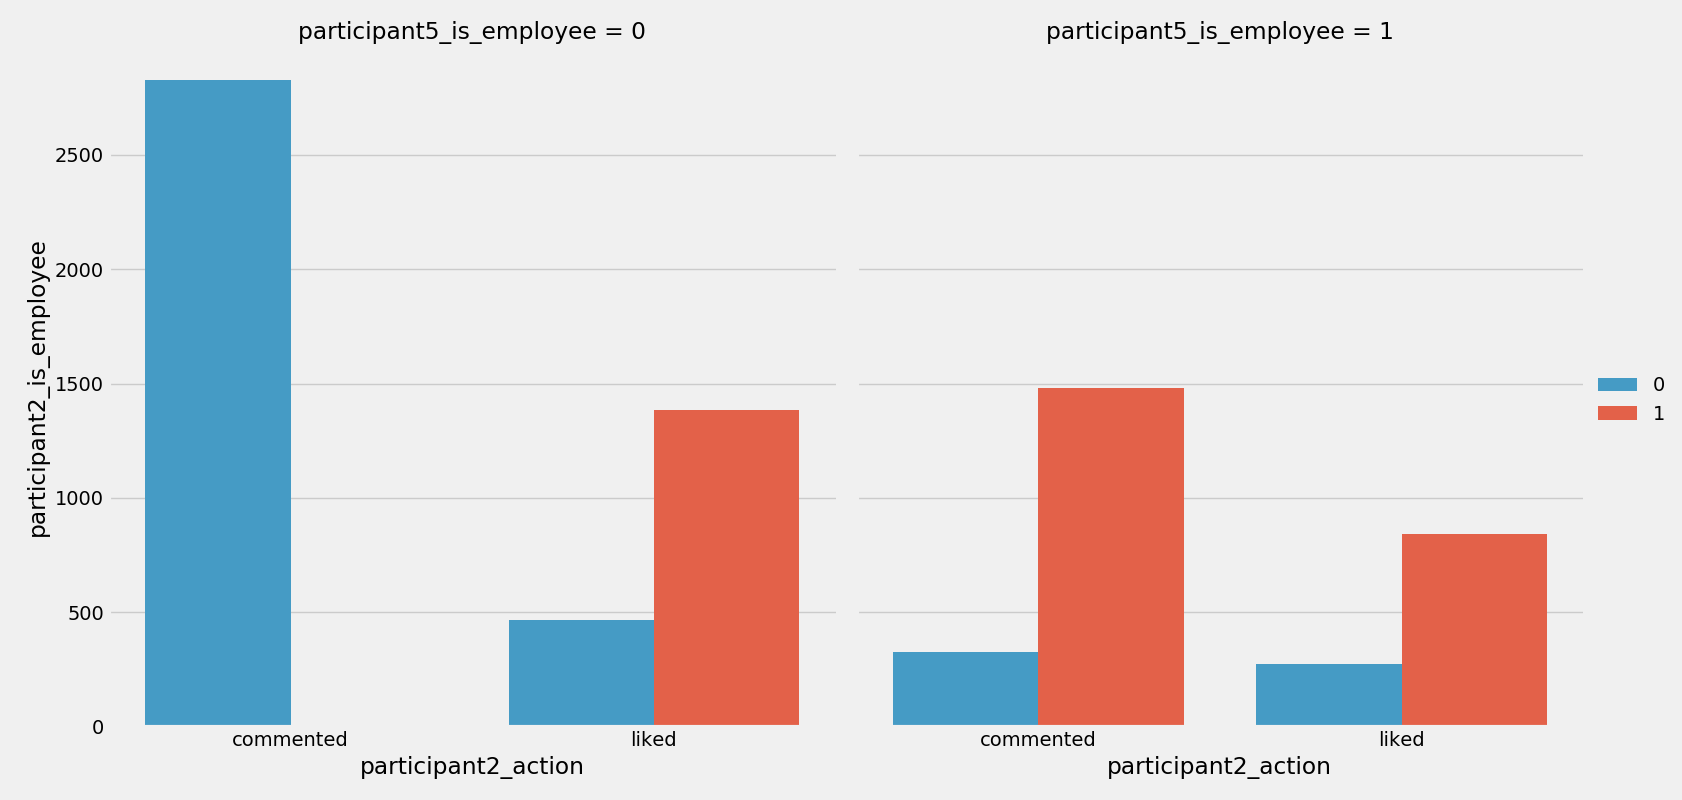 participant5_is_employee = 0
participant5_is_employee = 1
participant2_is_employee
2500
2000
1500
1000
500
0
commented
liked
commented
liked
participant2_action
participant2_action
0
1